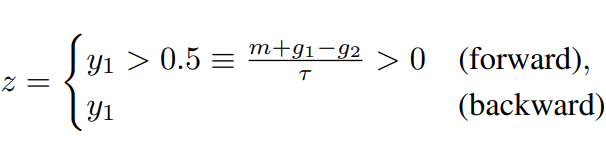 z = { y₁ > 0.5 ≡ (m+g₁−g₂)/τ > 0 (forward),
y₁ (backward)